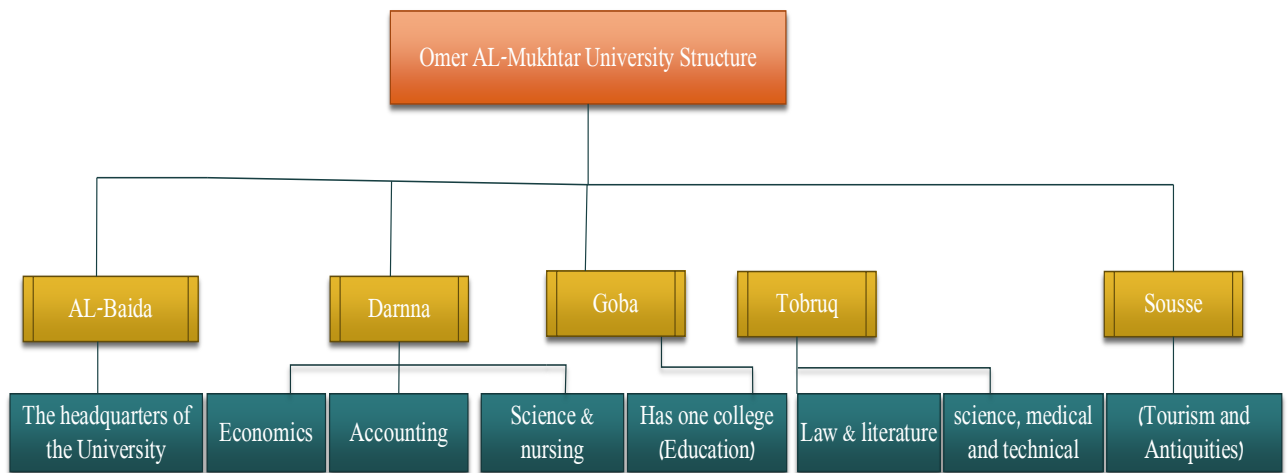 Omer AL-Mukhtar University Structure
AL-Baida
Darnna
Goba
Tobruq
Sousse
The headquarters of
the University
Economics
Accounting
Science &
nursing
Has one college
(Education)
Law & literature
science, medical
and technical
(Tourism and
Antiquities)